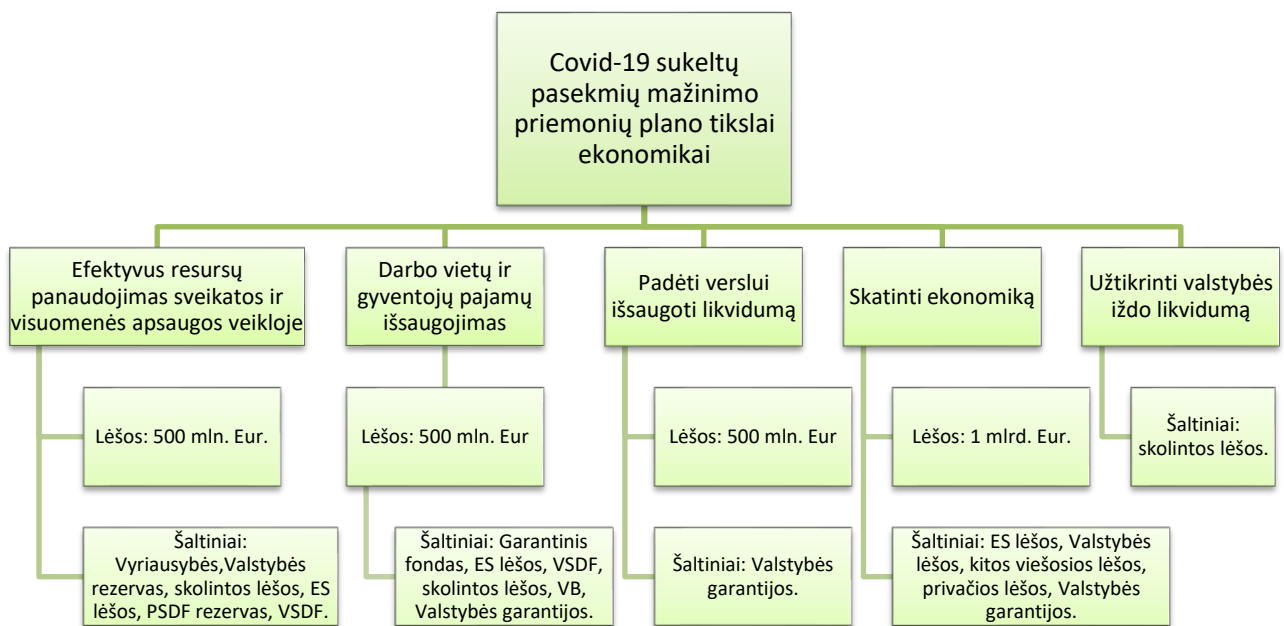 Covid-19 sukeltų
pasekmių mažinimo
priemonių plano tikslai
ekonomikai
Efektyvus resursų
panaudojimas sveikatos ir
visuomenės apsaugos veikloje
Darbo vietų ir
gyventojų pajamų
išsaugojimas
Padėti verslui
išsaugoti likvidumą
Skatinti ekonomiką
Užtikrinti valstybės
iždo likvidumą
Lėšos: 500 mln. Eur.
Lėšos: 500 mln. Eur
Lėšos: 500 mln. Eur
Lėšos: 1 mlrd. Eur.
Šaltiniai:
skolintos lėšos.
Šaltiniai:
Vyriausybės,Valstybės
rezervas, skolintos lėšos, ES
lėšos, PSDF rezervas, VSDF.
Šaltiniai: Garantinis
fondas, ES lėšos, VSDF,
skolintos lėšos, VB,
Valstybės garantijos.
Šaltiniai: Valstybės
garantijos.
Šaltiniai: ES lėšos, Valstybės
lėšos, kitos viešosios lėšos,
privačios lėšos, Valstybės
garantijos.